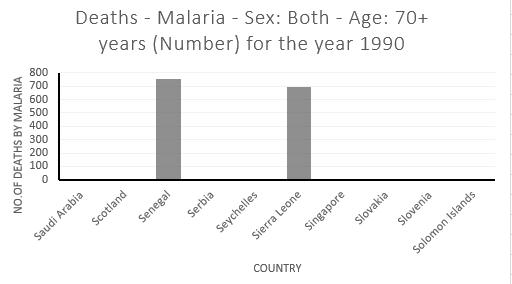 Deaths - Malaria - Sex: Both - Age: 70+
years (Number) for the year 1990
NO.OF DEATHS BY MALARIA
800
700
600
500
400
300
200
100
0
Saudi Arabia
Scotland
Senegal
Serbia
Seychelles
Sierra Leone
Singapore
Slovakia
Slovenia
Solomon Islands
COUNTRY